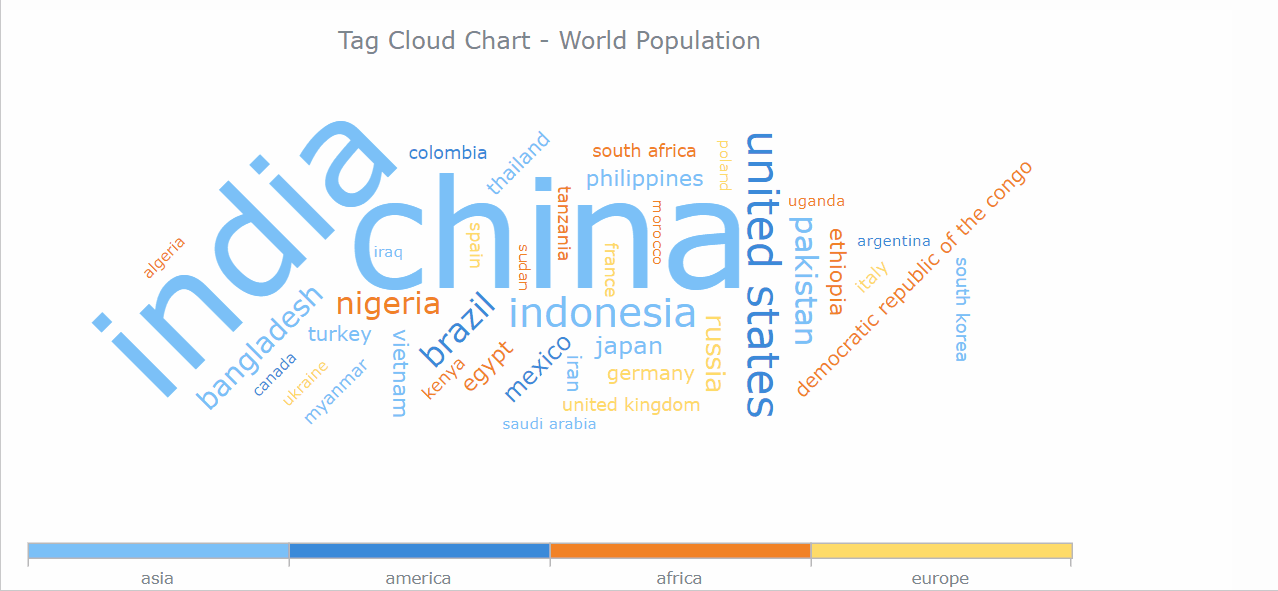 Tag Cloud Chart - World Population
india
china
united states
colombia
thailand
south africa
poland
philippines
tanzania
morocco
uganda
pakistan
ethiopia
argentina
democratic republic of the congo
algeria
iraq
spain
sudan
france
italy
south korea
nigeria
indonesia
brazil
bangladesh
turkey
vietnam
japan
russia
canada
ukraine
myanmar
kenya
egypt
mexico
iran
germany
united kingdom
saudi arabia
asia
america
africa
europe